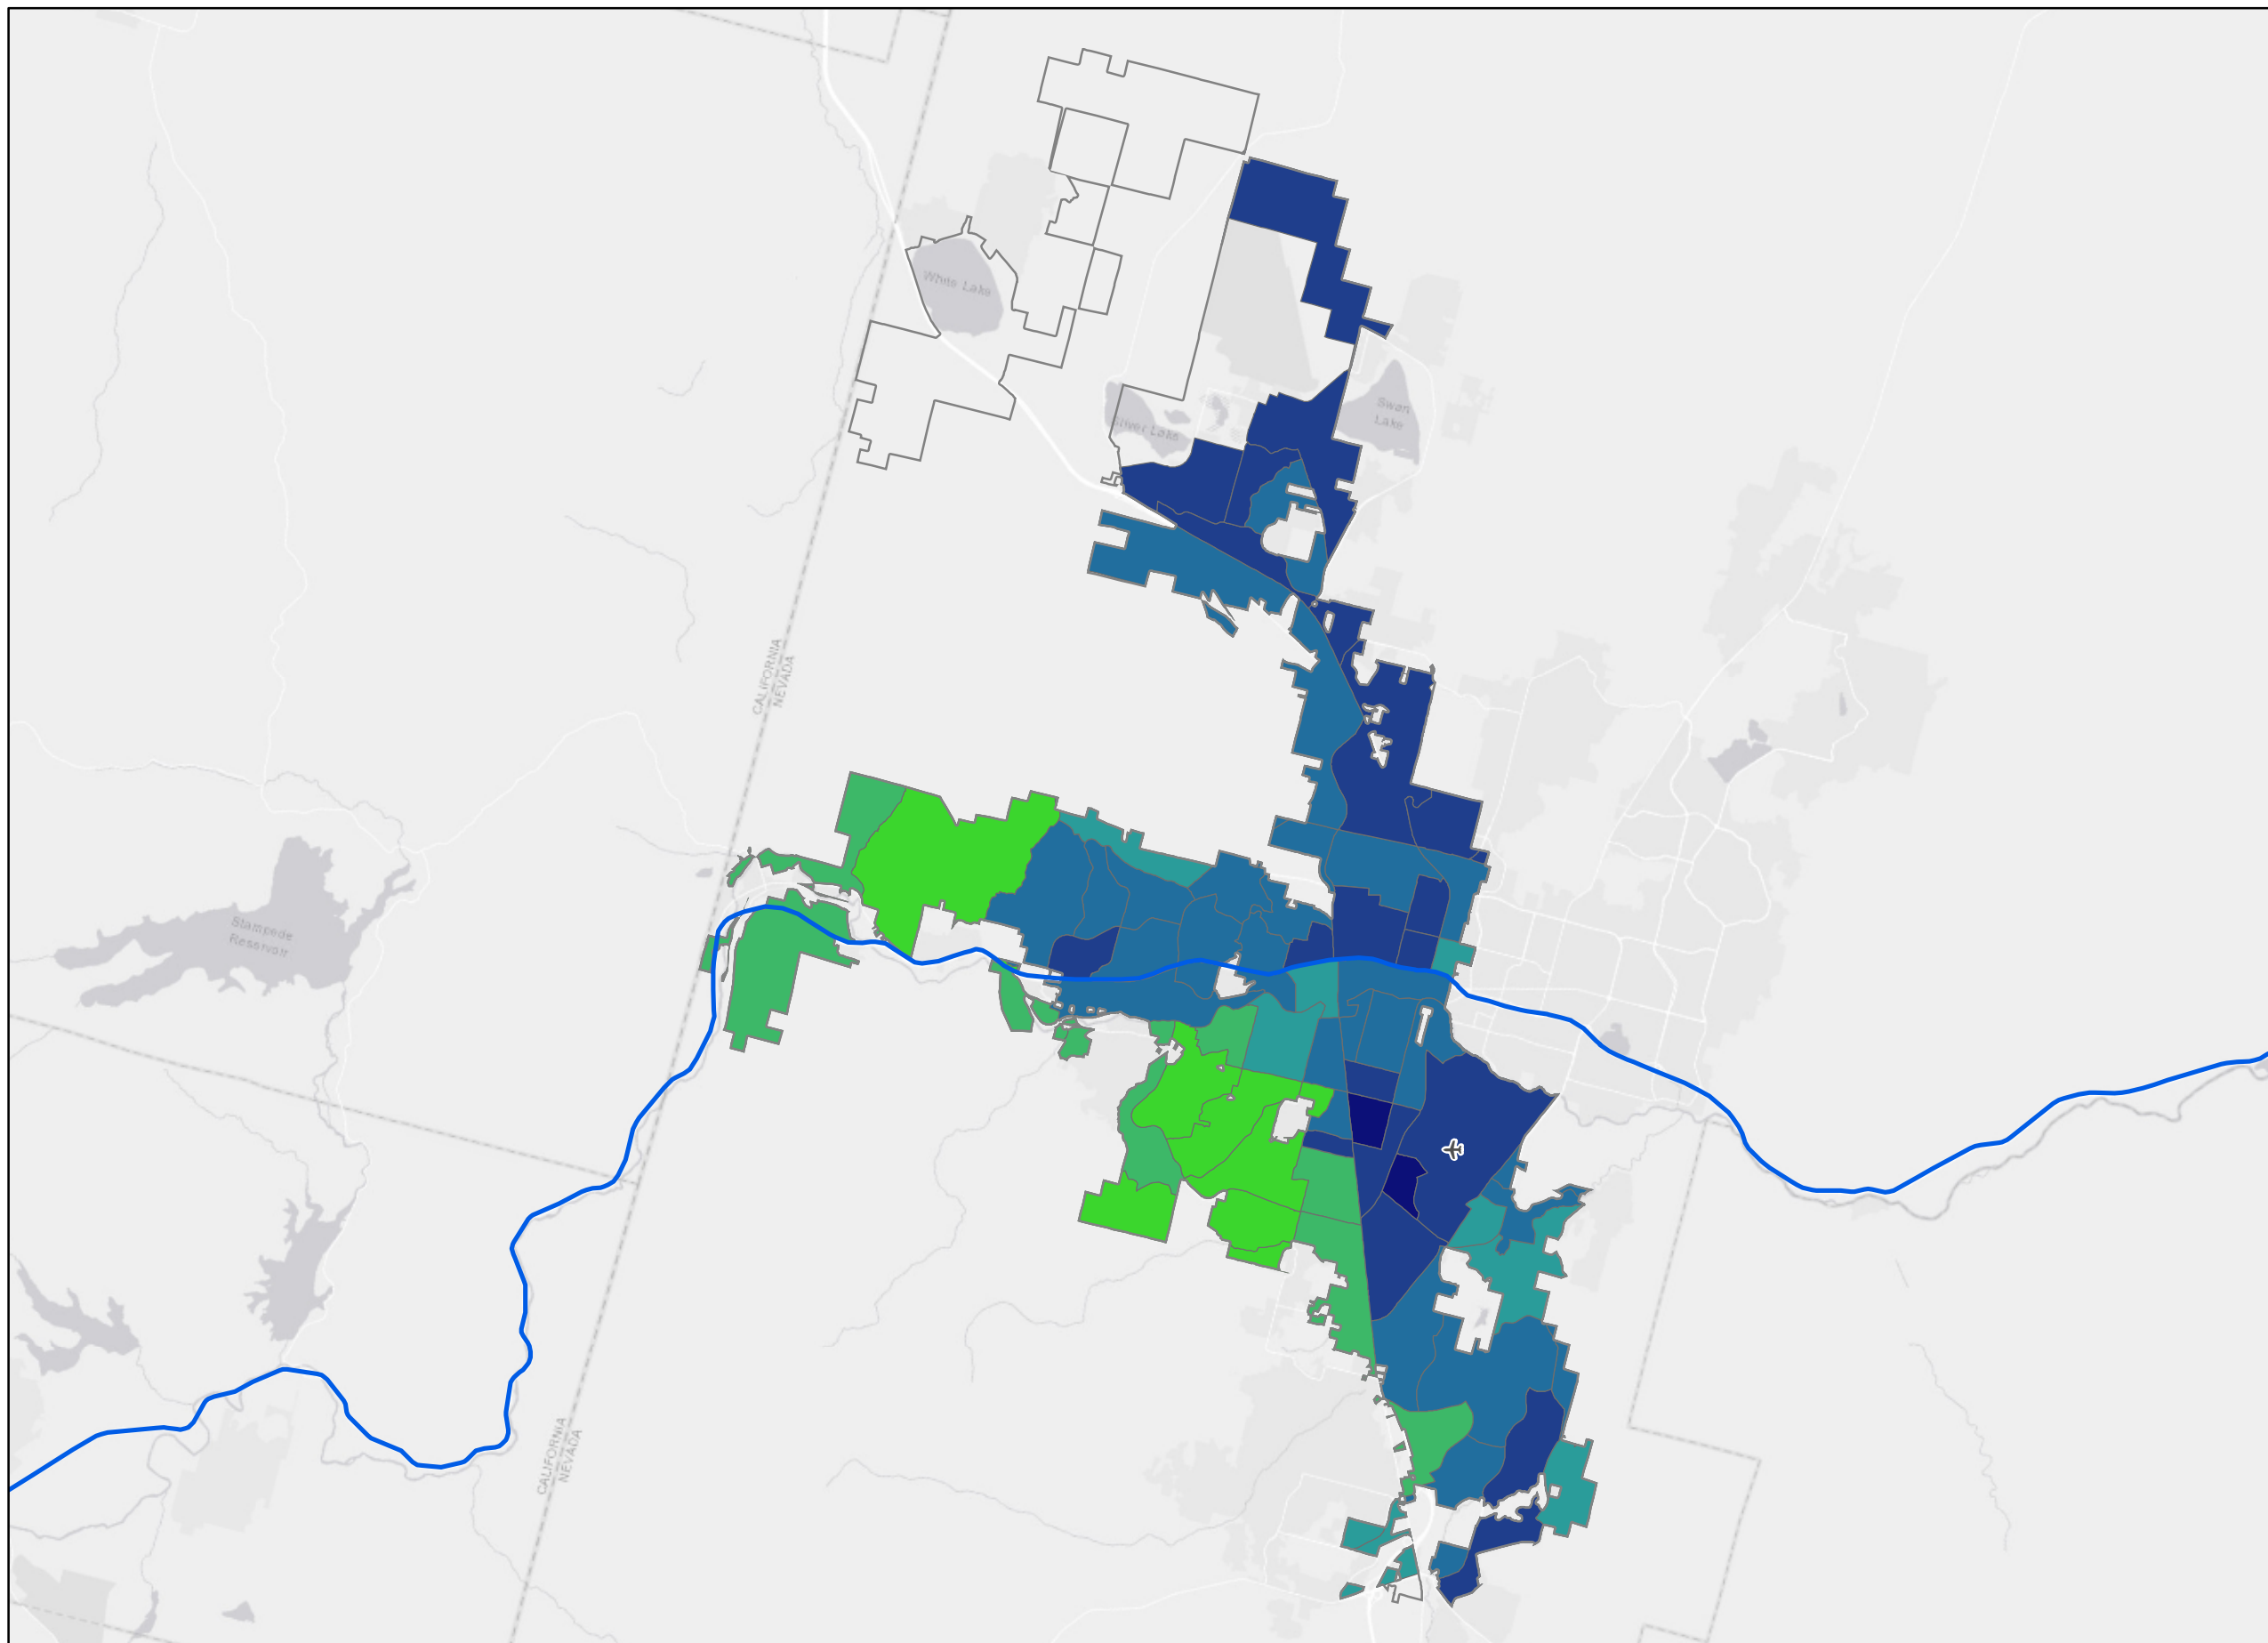 White Lake
Swan
Lake
Silver Lake
CALIFORNIA
NEVADA
Stampede
Reservoir
CALIFORNIA
NEVADA